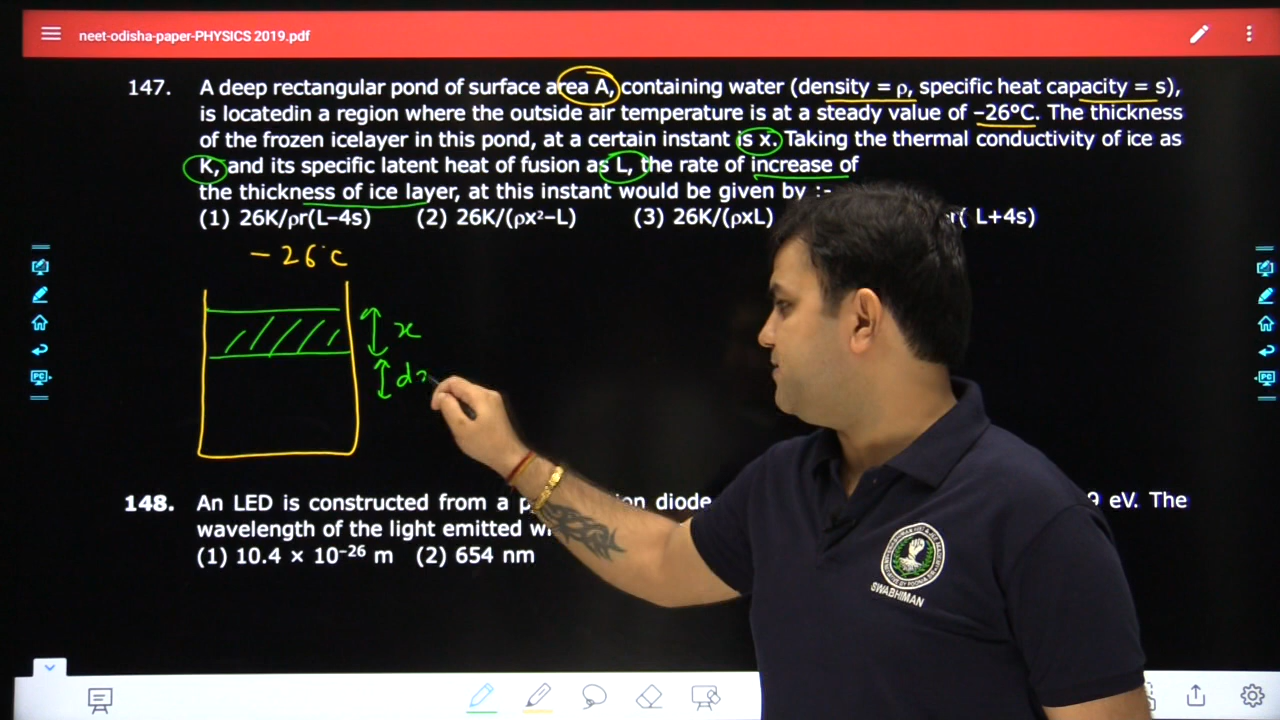 neet-odisha-paper-PHYSICS 2019.pdf
147. A deep rectangular pond of surface area A, containing water (density = ρ, specific heat capacity = s),
is locatedin a region where the outside air temperature is at a steady value of –26°C. The thickness
of the frozen icelayer in this pond, at a certain instant is x. Taking the thermal conductivity of ice as
K, and its specific latent heat of fusion as L, the rate of increase of
the thickness of ice layer, at this instant would be given by :-
(1) 26K/ρr(L–4s) (2) 26K/(ρx²–L) (3) 26K/(ρxL) r( L+4s)
–26°C
x
148. An LED is constructed from a diode 9 eV. The
wavelength of the light emitted
(1) 10.4 × 10⁻²⁶ m (2) 654 nm
PC
PC
SWABHIMAN